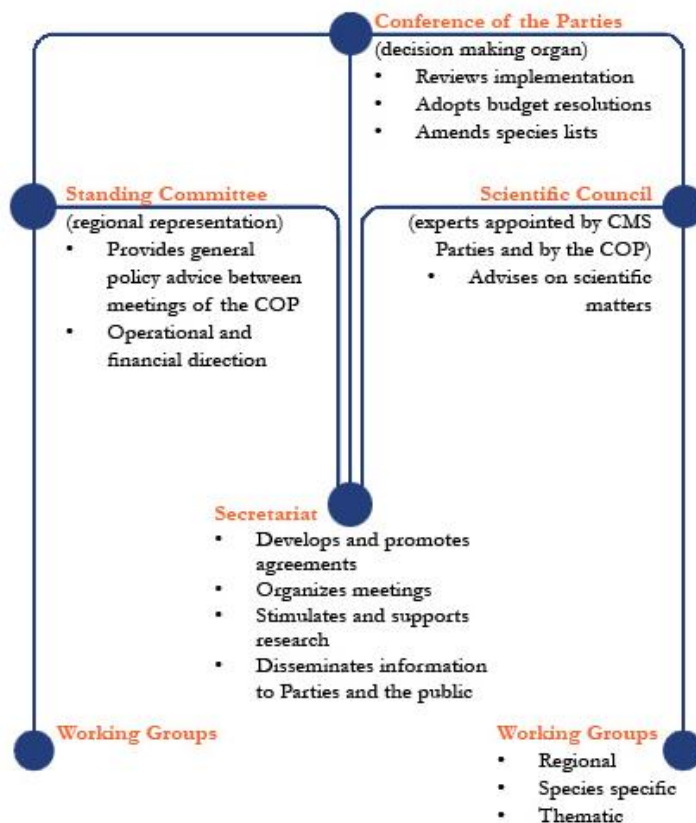 Conference of the Parties
(decision making organ)
• Reviews implementation
• Adopts budget resolutions
• Amends species lists
Standing Committee
(regional representation)
• Provides general
policy advice between
meetings of the COP
• Operational and
financial direction
Scientific Council
(experts appointed by CMS
Parties and by the COP)
• Advises on scientific
matters
Secretariat
• Develops and promotes
agreements
• Organizes meetings
• Stimulates and supports
research
• Disseminates information
to Parties and the public
Working Groups
Working Groups
• Regional
• Species specific
• Thematic